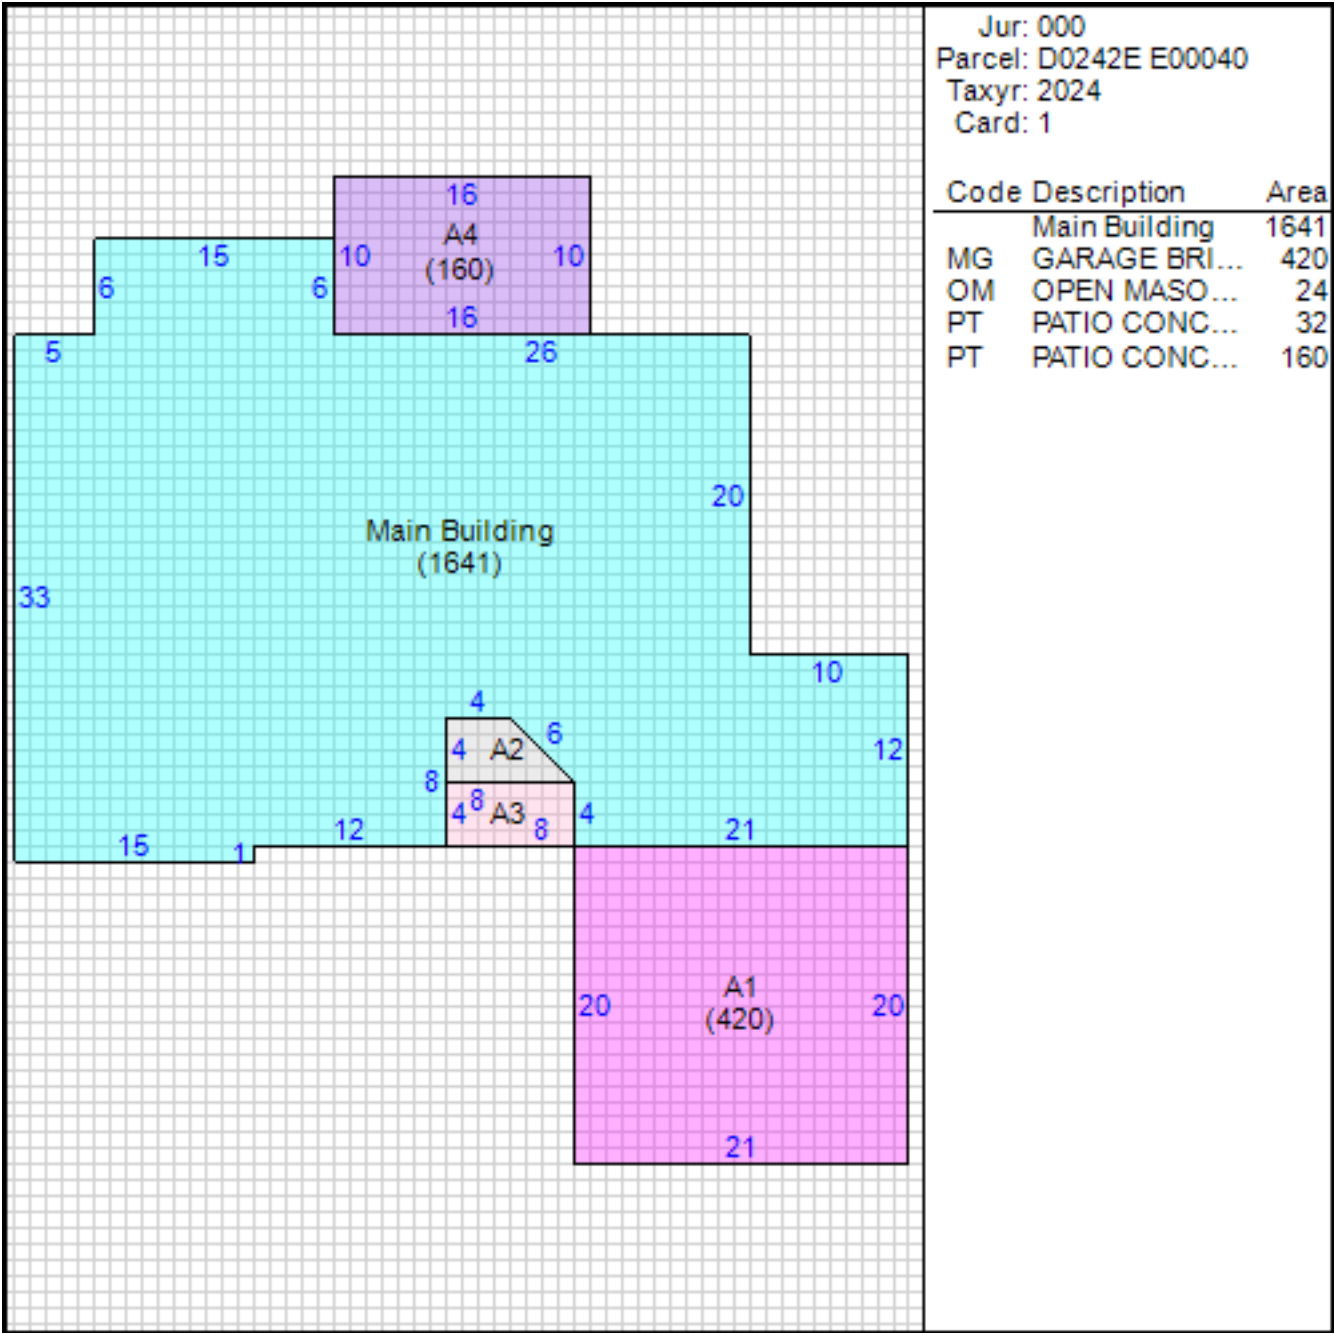 Jur: 000
Parcel: D0242E E00040
Taxyr: 2024
Card: 1
Code Description Area
Main Building 1641
MG GARAGE BRI... 420
OM OPEN MASO... 24
PT PATIO CONC... 32
PT PATIO CONC... 160
16
A4
(160)
10 10
16
15
6 6
5
26
20
Main Building
(1641)
33
10
4
6
4 A2
12
8
8
4 A3 8
4
12
21
15
1
A1
(420)
20 20
21